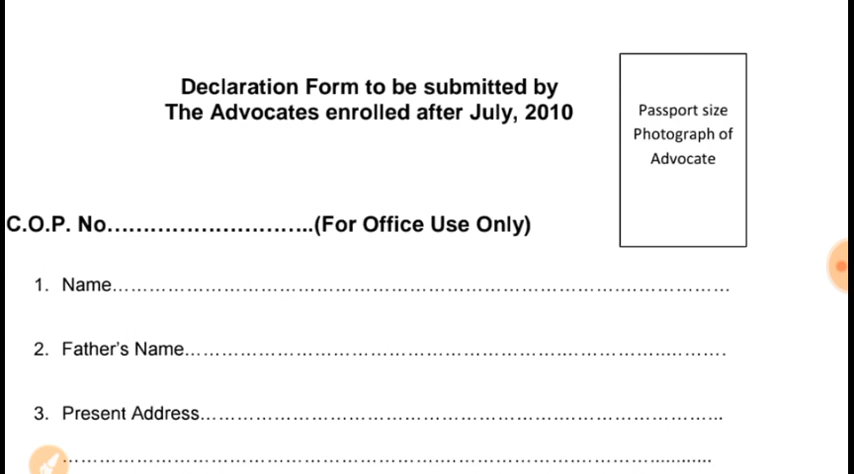 Declaration Form to be submitted by
The Advocates enrolled after July, 2010
Passport size
Photograph of
Advocate
C.O.P. No.............................(For Office Use Only)
1. Name....................................................................................................
2. Father's Name.......................................................................................
3. Present Address....................................................................................
....................................................................................................